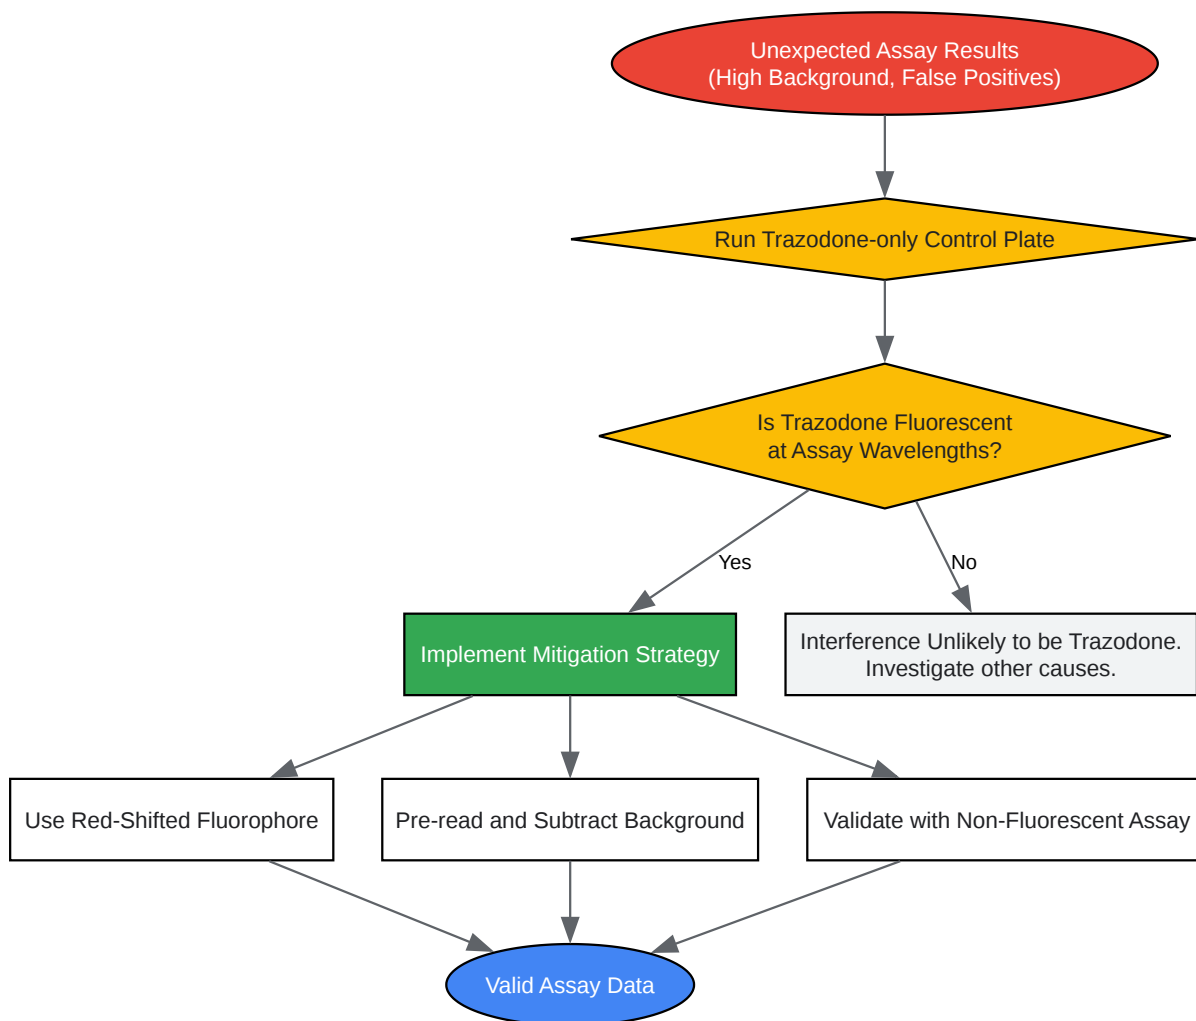 Unexpected Assay Results
(High Background, False Positives)
Run Trazodone-only Control Plate
Is Trazodone Fluorescent
at Assay Wavelengths?
Yes
No
Implement Mitigation Strategy
Interference Unlikely to be Trazodone.
Investigate other causes.
Use Red-Shifted Fluorophore
Pre-read and Subtract Background
Validate with Non-Fluorescent Assay
Valid Assay Data